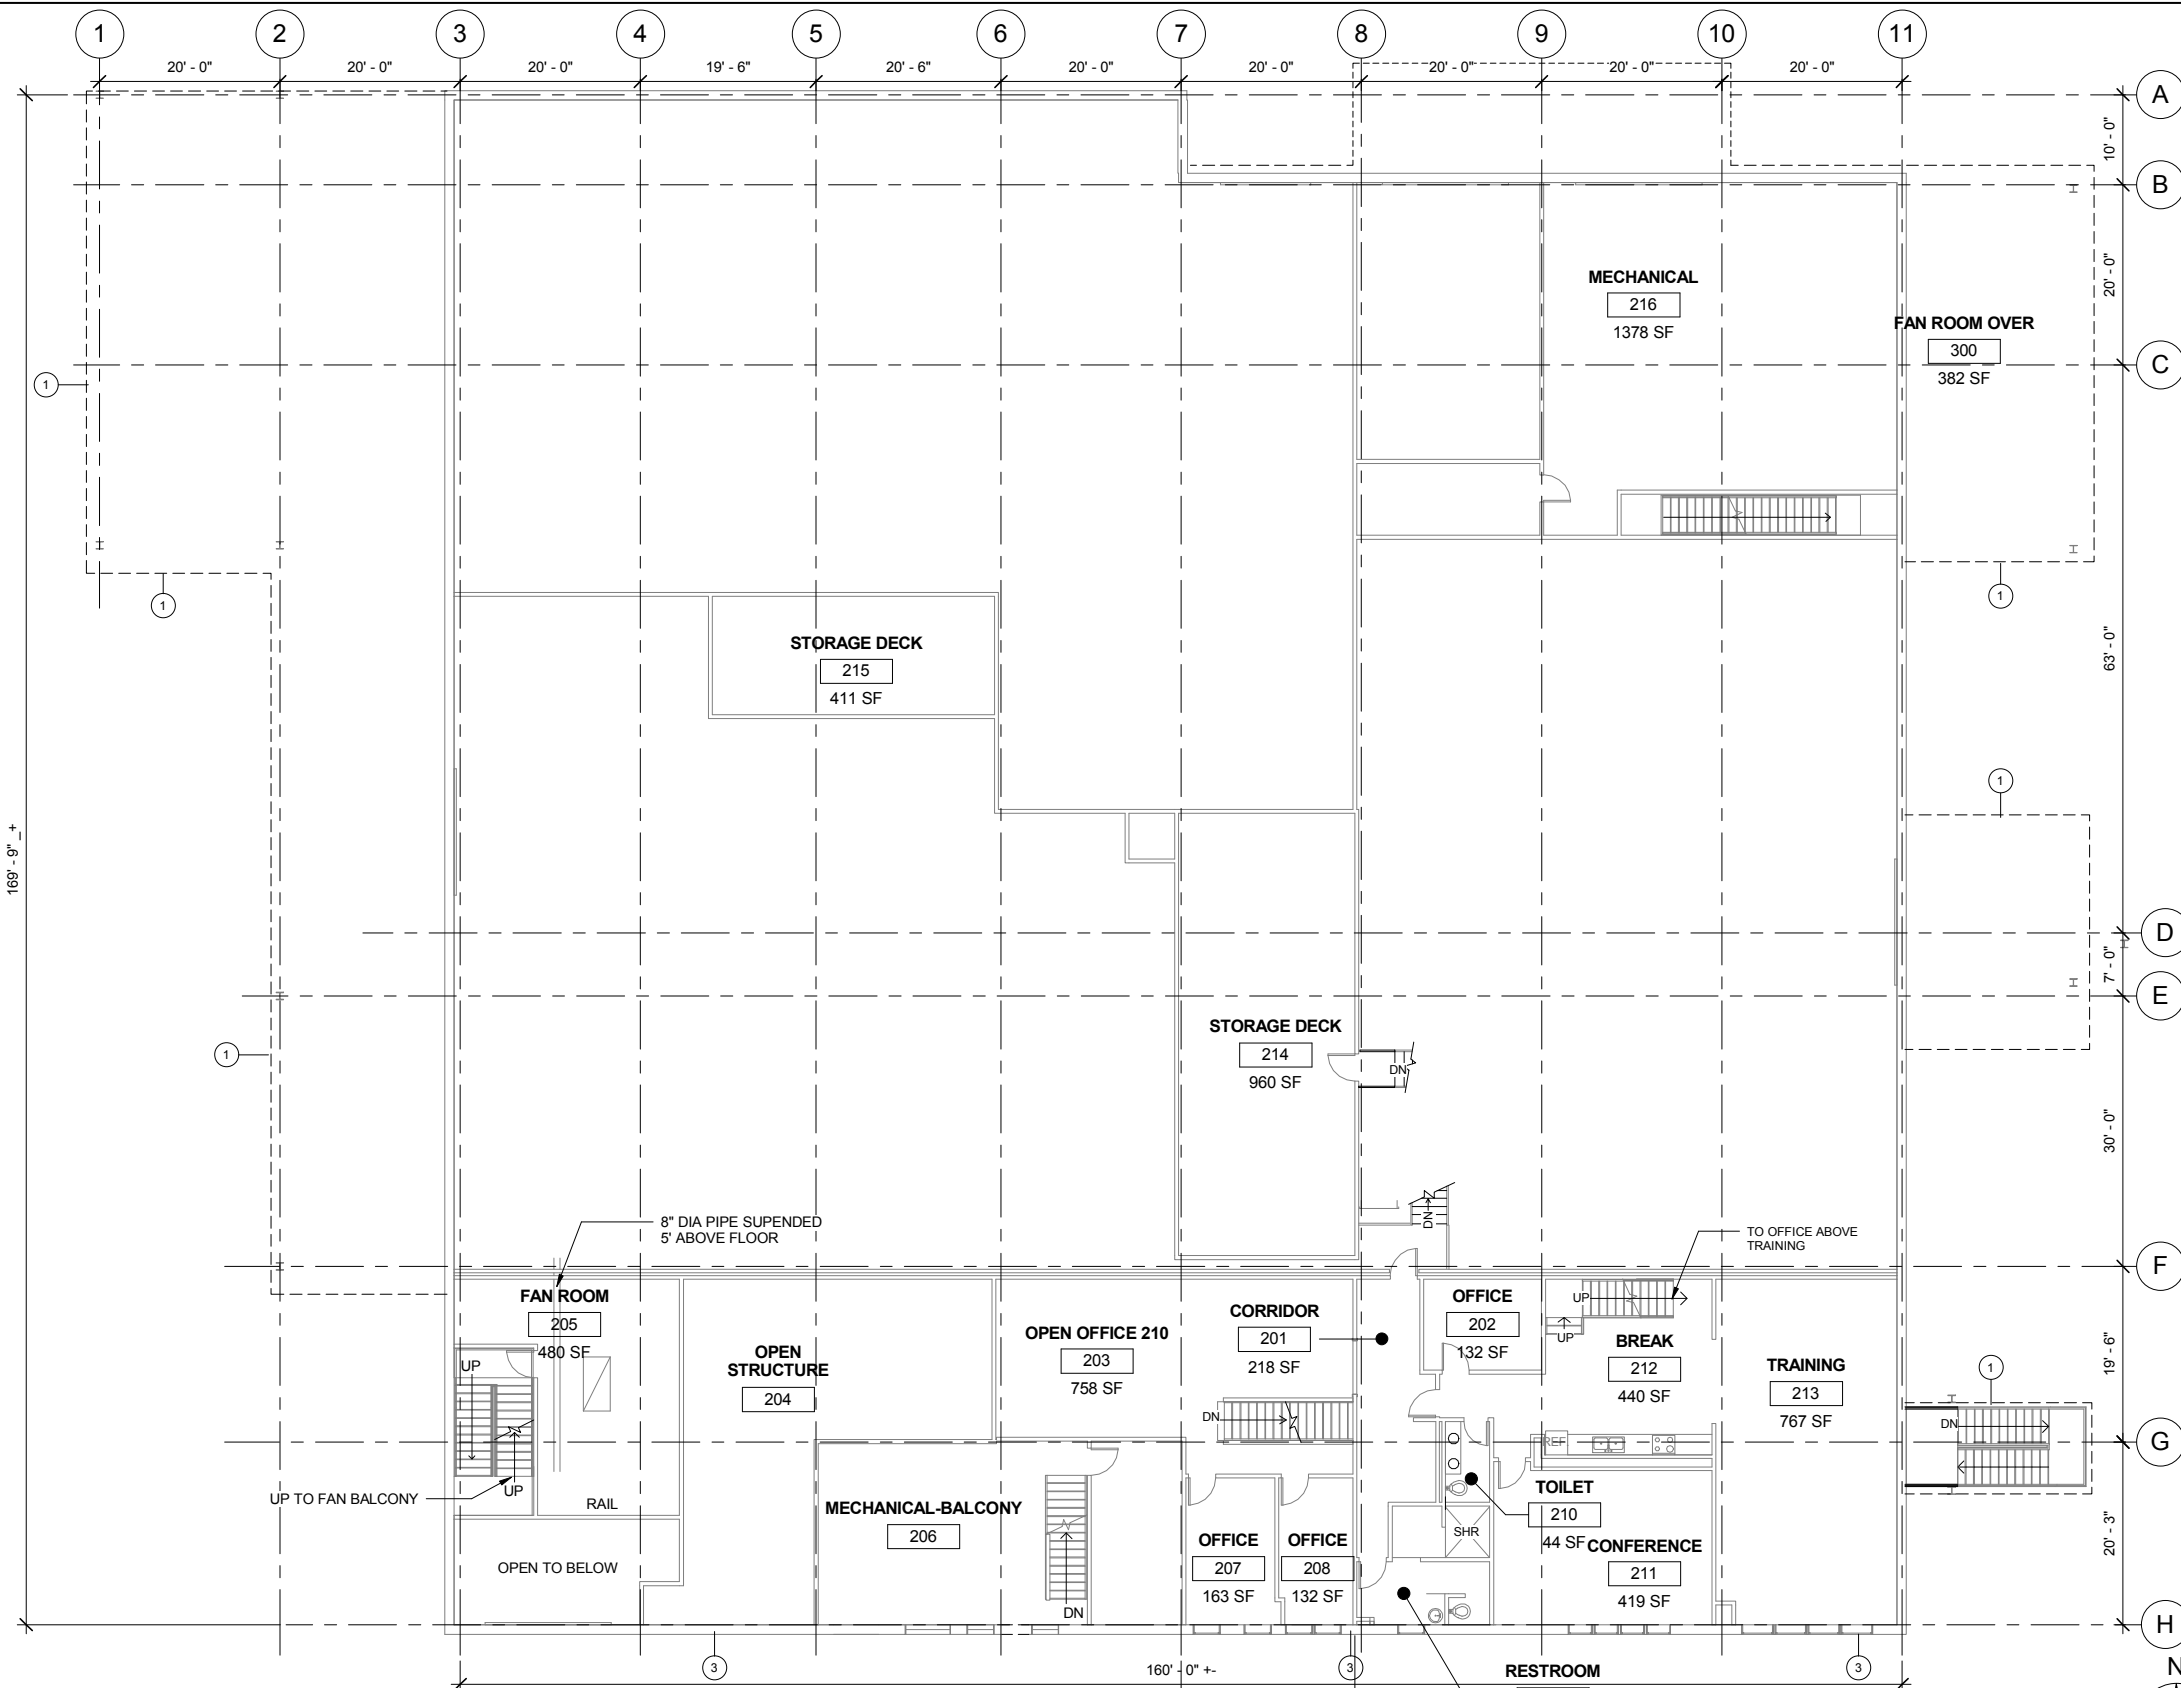 1 2 3 4 5 6 7 8 9 10 11
20' - 0" 20' - 0" 20' - 0" 19' - 6" 20' - 6" 20' - 0" 20' - 0" 20' - 0" 20' - 0" 20' - 0"
A
10' - 0"
B
20' - 0"
MECHANICAL
216
1378 SF
FAN ROOM OVER
300
382 SF
C
1
1
1
63' - 0"
STORAGE DECK
215
411 SF
1
169' - 9" _+
D
7' - 0"
E
STORAGE DECK
214
960 SF
DN
1
30' - 0"
8" DIA PIPE SUPENDED
5' ABOVE FLOOR
DN
TO OFFICE ABOVE
TRAINING
F
FAN ROOM
205
480 SF
UP
OPEN
STRUCTURE
204
OPEN OFFICE 210
203
758 SF
CORRIDOR
201
218 SF
OFFICE
202
132 SF
UP
UP
BREAK
212
440 SF
TRAINING
213
767 SF
19' - 6"
1
DN
DN
REF
G
UP TO FAN BALCONY
UP
RAIL
MECHANICAL-BALCONY
206
TOILET
210
44 SF
SHR
20' - 3"
OPEN TO BELOW
DN
OFFICE
207
163 SF
OFFICE
208
132 SF
CONFERENCE
211
419 SF
H
3
160' - 0" +-
3
RESTROOM
3
N